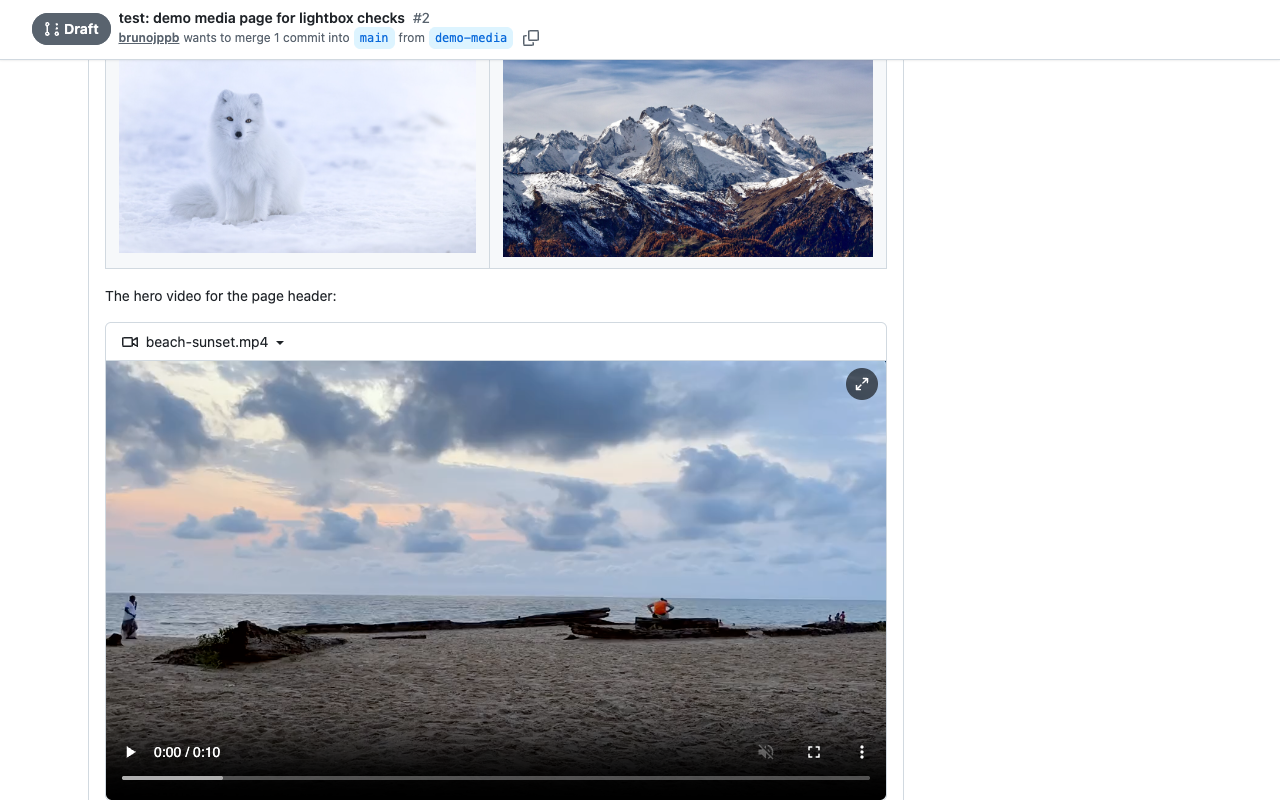 Draft
test: demo media page for lightbox checks #2
brunojppb wants to merge 1 commit into main from demo-media
The hero video for the page header:
beach-sunset.mp4
0:00 / 0:10